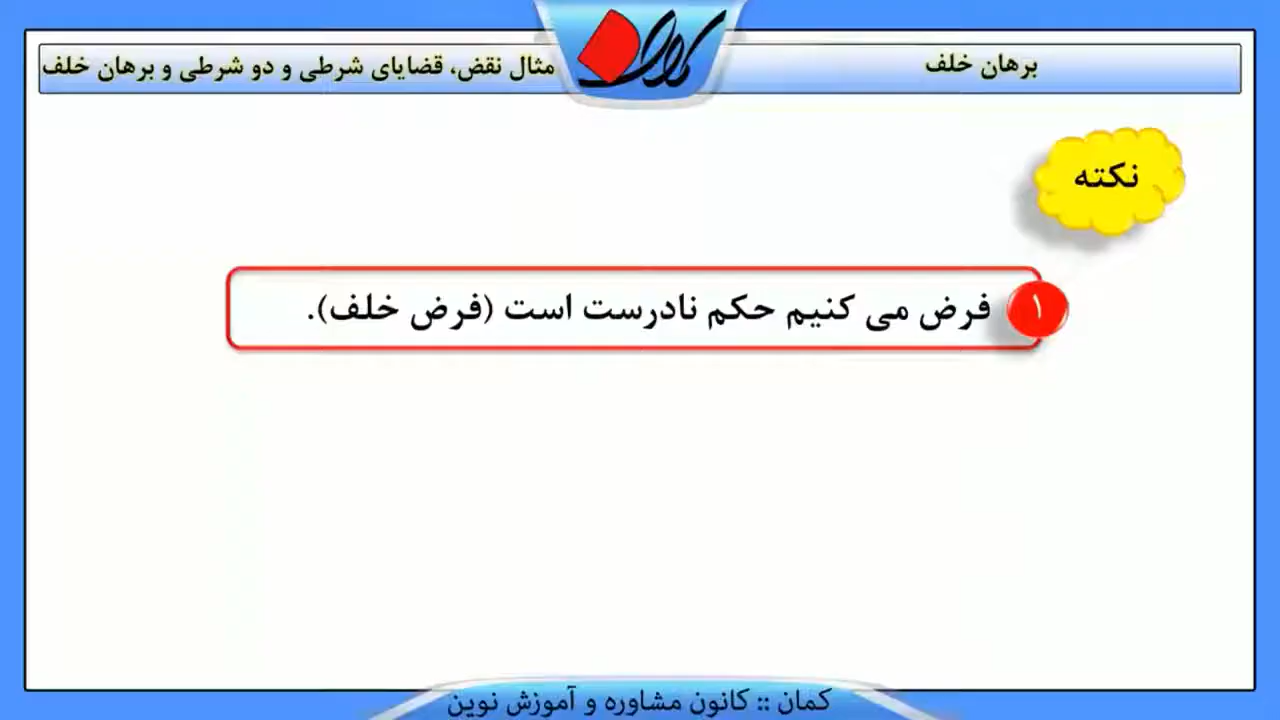 برهان خلف
مثال نقض، قضایای شرطی و دو شرطی و برهان خلف
کمان
نکته
۱ فرض می کنیم حکم نادرست است (فرض خلف).
کمان :: کانون مشاوره و آموزش نوین